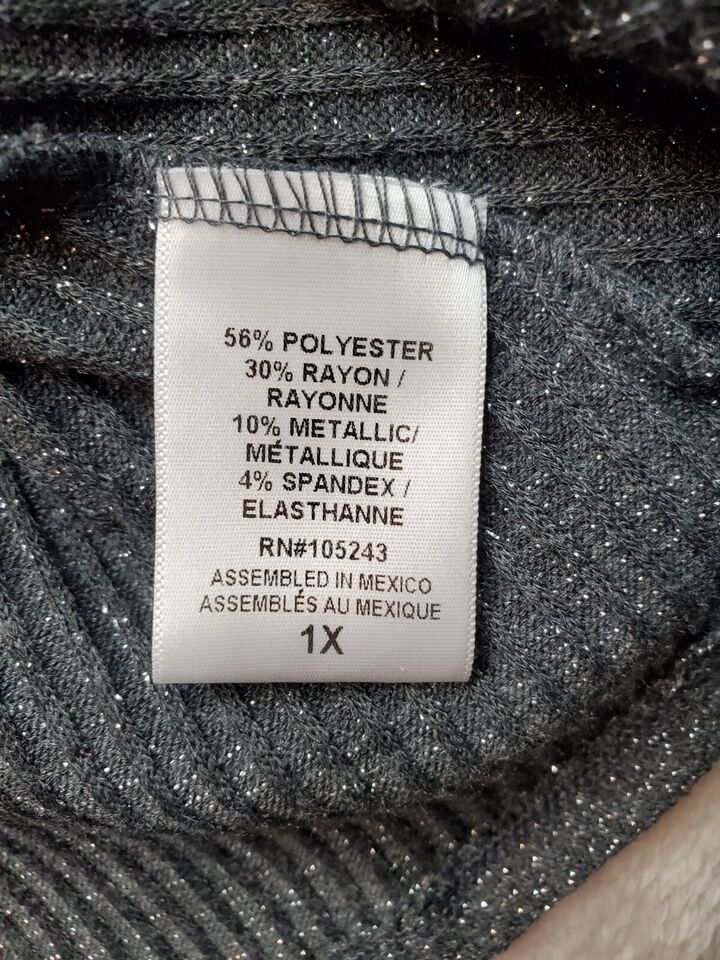 56% POLYESTER
30% RAYON /
RAYONNE
10% METALLIC/
MÉTALLIQUE
4% SPANDEX /
ELASTHANNE
RN#105243
ASSEMBLED IN MEXICO
ASSEMBLÉS AU MEXIQUE
1X